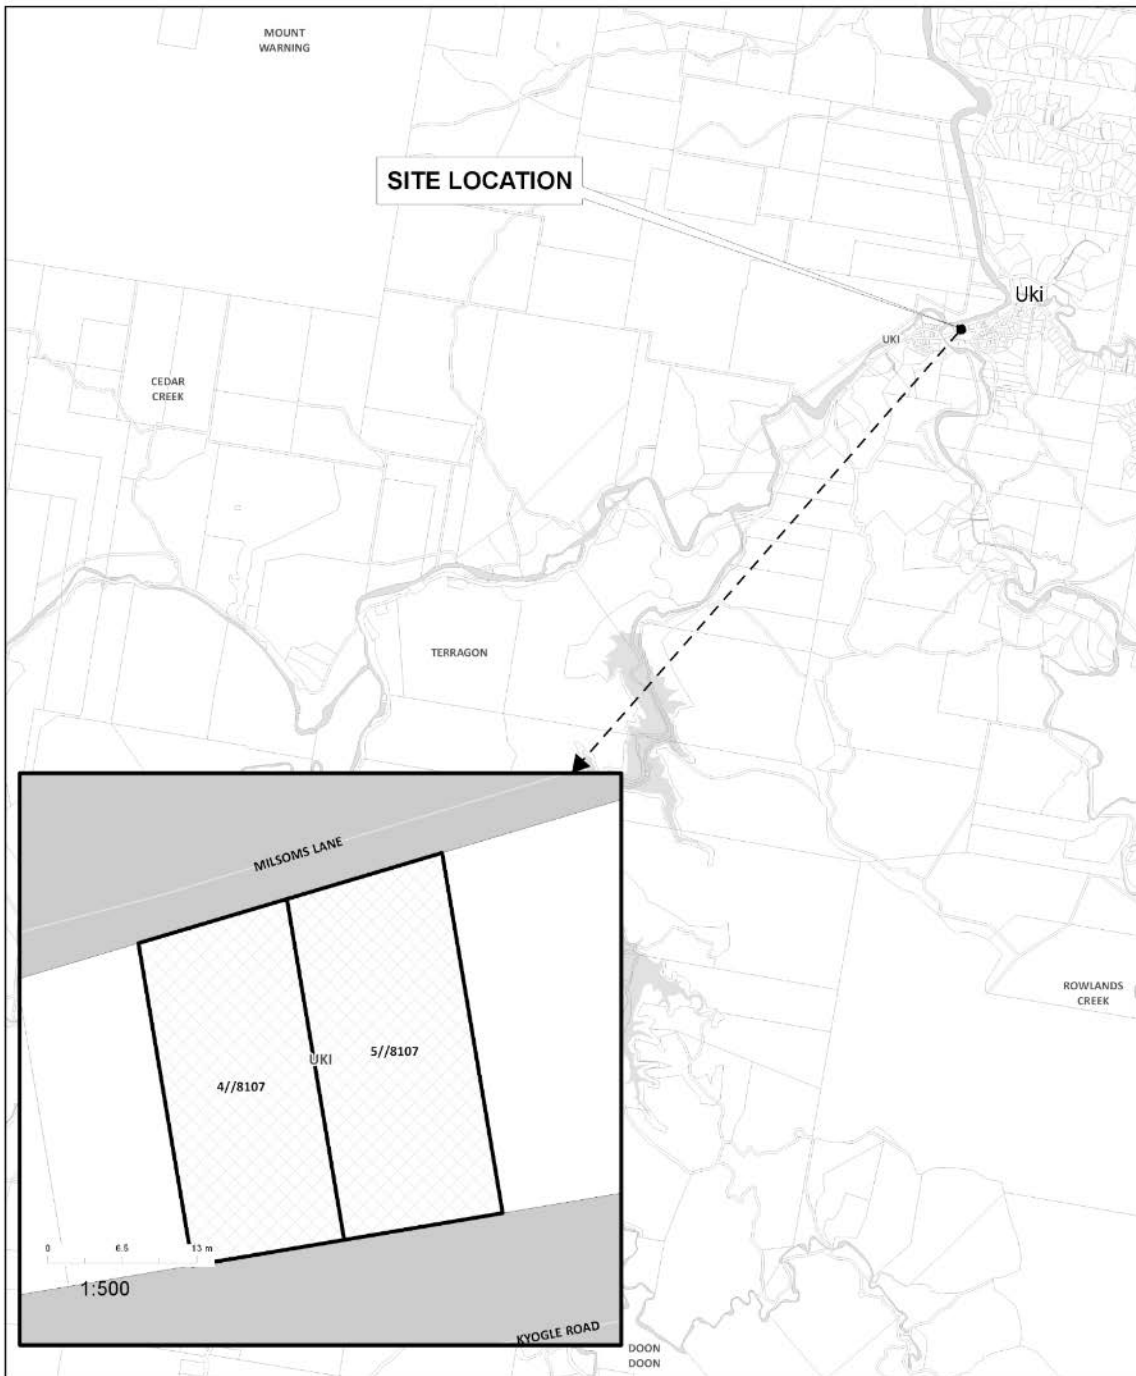 MOUNT
WARNING
SITE LOCATION
Uki
UKI
CEDAR
CREEK
TERRAGON
MILSOMS LANE
ROWLANDS
CREEK
UKI
5//8107
4//8107
0 6.5 13 m
1:500
KYOGLE ROAD
DOON
DOON